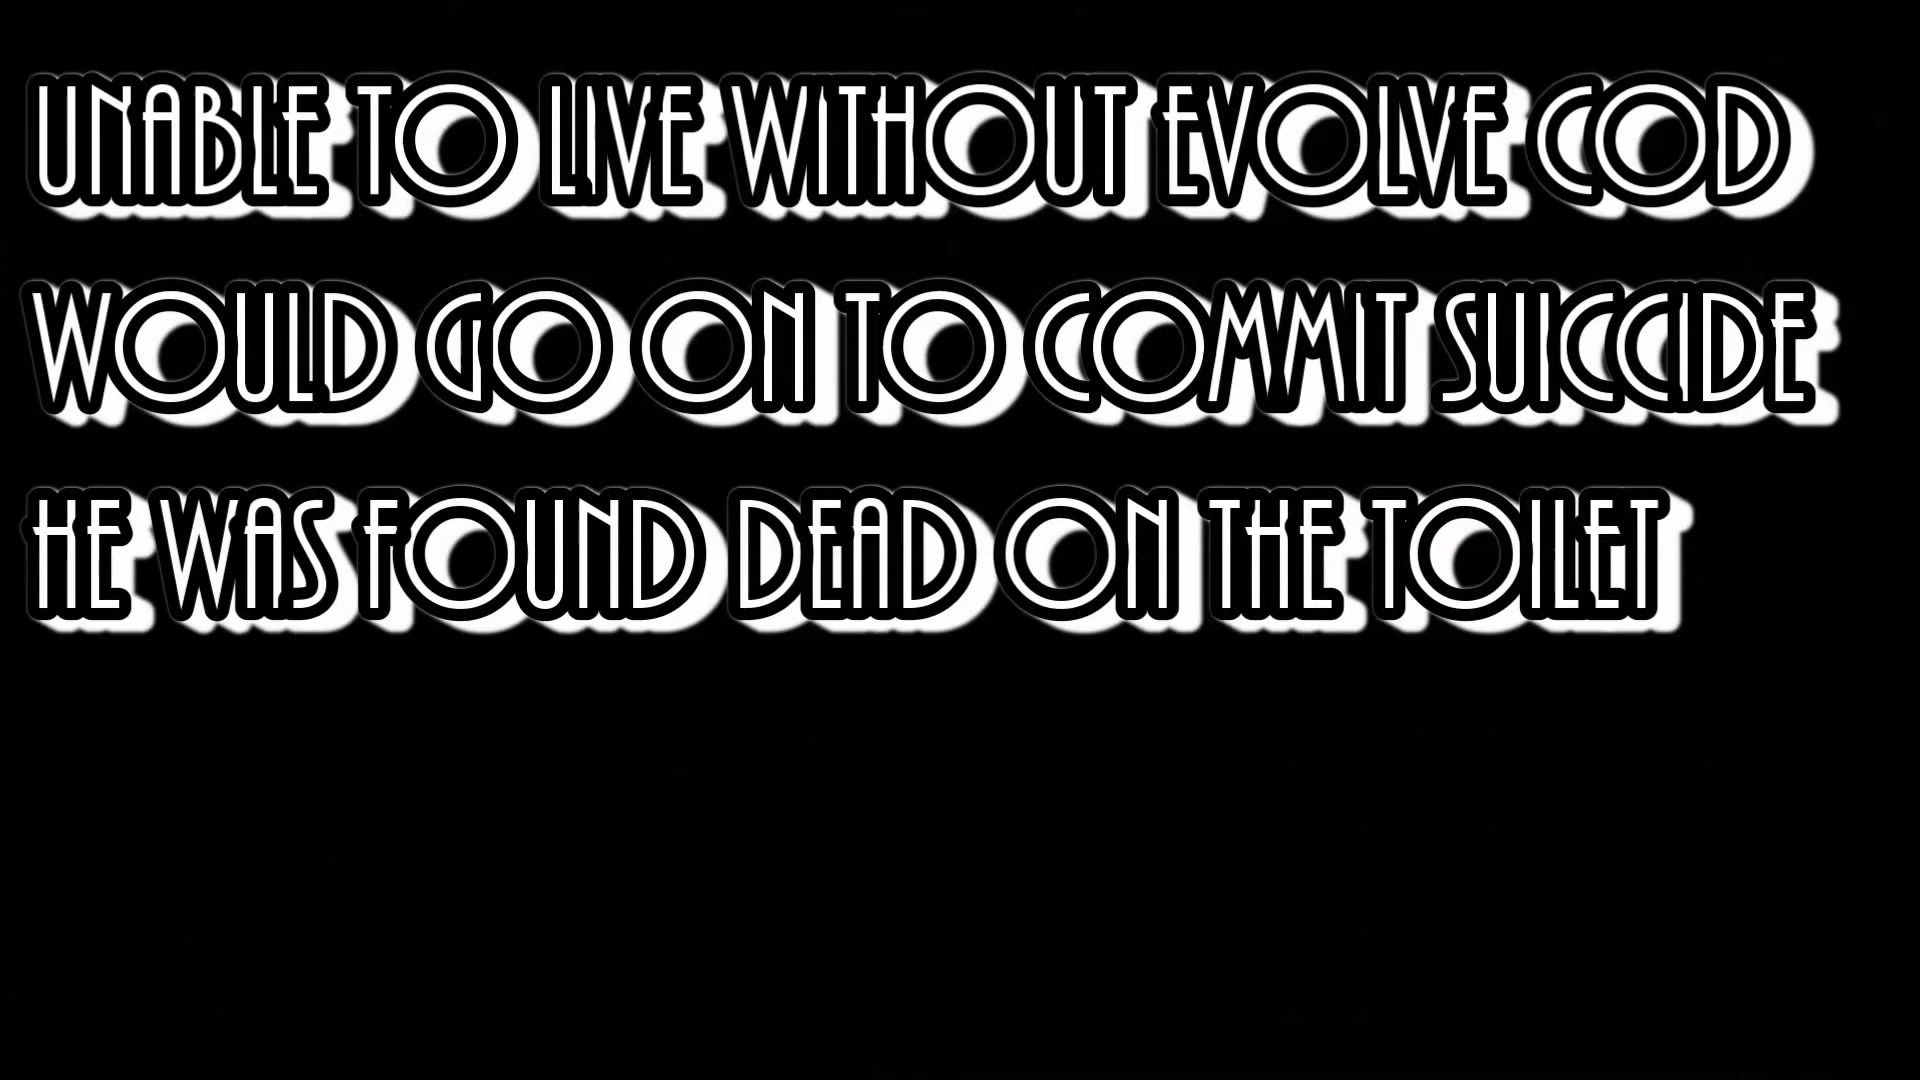 UNABLE TO LIVE WITHOUT EVOLVE COD
WOULD GO ON TO COMMIT SUICCIDE
HE WAS FOUND DEAD ON THE TOILET